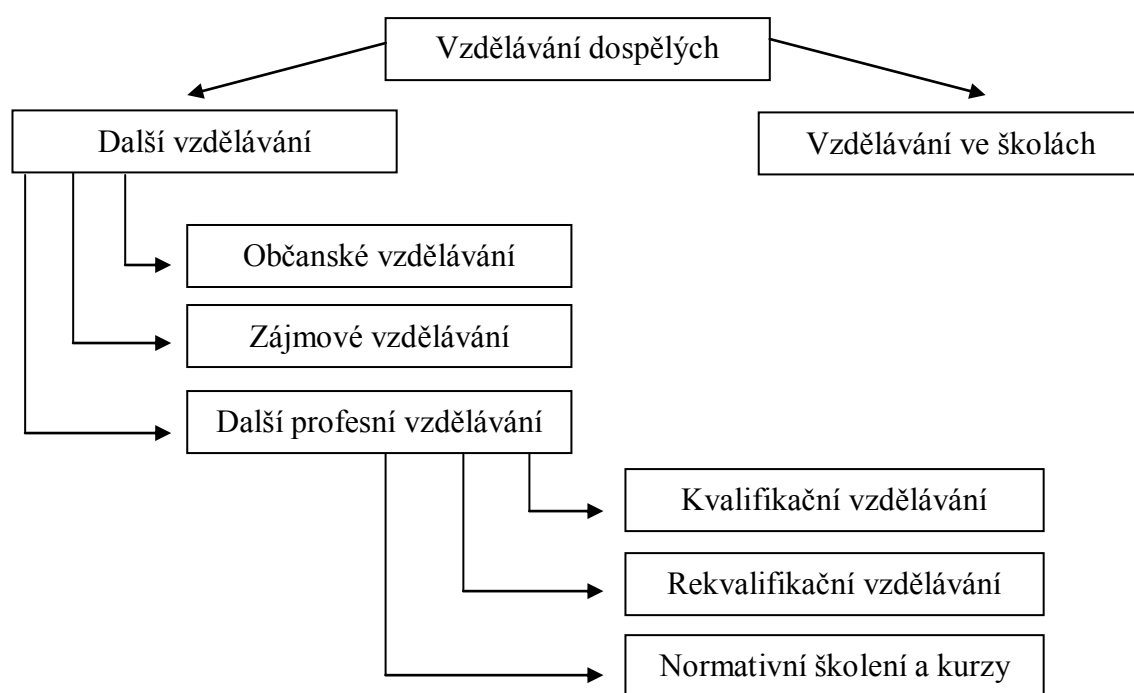 Vzdělávání dospělých
Další vzdělávání
Vzdělávání ve školách
Občanské vzdělávání
Zájmové vzdělávání
Další profesní vzdělávání
Kvalifikační vzdělávání
Rekvalifikační vzdělávání
Normativní školení a kurzy